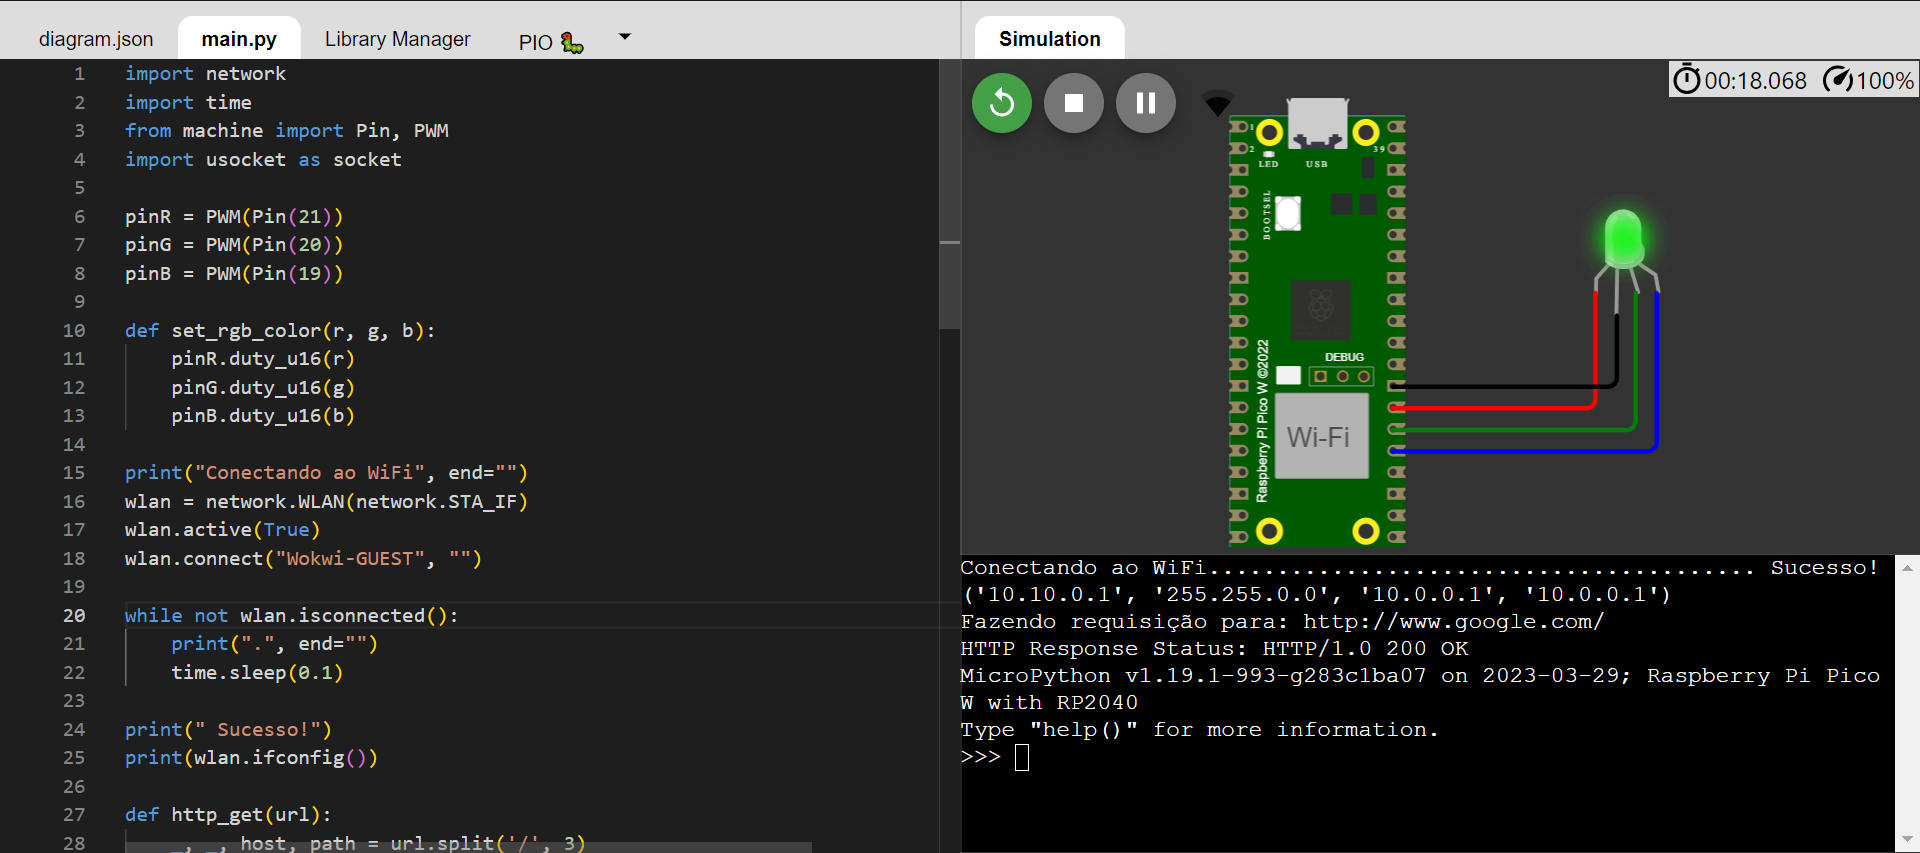 diagram.json main.py Library Manager PIO
1 import network
2 import time
3 from machine import Pin, PWM
4 import usocket as socket
5
6 pinR = PWM(Pin(21))
7 pinG = PWM(Pin(20))
8 pinB = PWM(Pin(19))
9
10 def set_rgb_color(r, g, b):
11     pinR.duty_u16(r)
12     pinG.duty_u16(g)
13     pinB.duty_u16(b)
14
15 print("Conectando ao WiFi", end="")
16 wlan = network.WLAN(network.STA_IF)
17 wlan.active(True)
18 wlan.connect("Wokwi-GUEST", "")
19
20 while not wlan.isconnected():
21     print(".", end="")
22     time.sleep(0.1)
23
24 print(" Sucesso!")
25 print(wlan.ifconfig())
26
27 def http_get(url):
28     _, _, host, path = url.split('/', 3)
Simulation
00:18.068 100%
1
2
39
LED USB
BOOTSEL
DEBUG
Raspberry Pi Pico W ©2022
Wi-Fi
Conectando ao WiFi........................................ Sucesso!
('10.10.0.1', '255.255.0.0', '10.0.0.1', '10.0.0.1')
Fazendo requisição para: http://www.google.com/
HTTP Response Status: HTTP/1.0 200 OK
MicroPython v1.19.1-993-g283c1ba07 on 2023-03-29; Raspberry Pi Pico
W with RP2040
Type "help()" for more information.
>>>